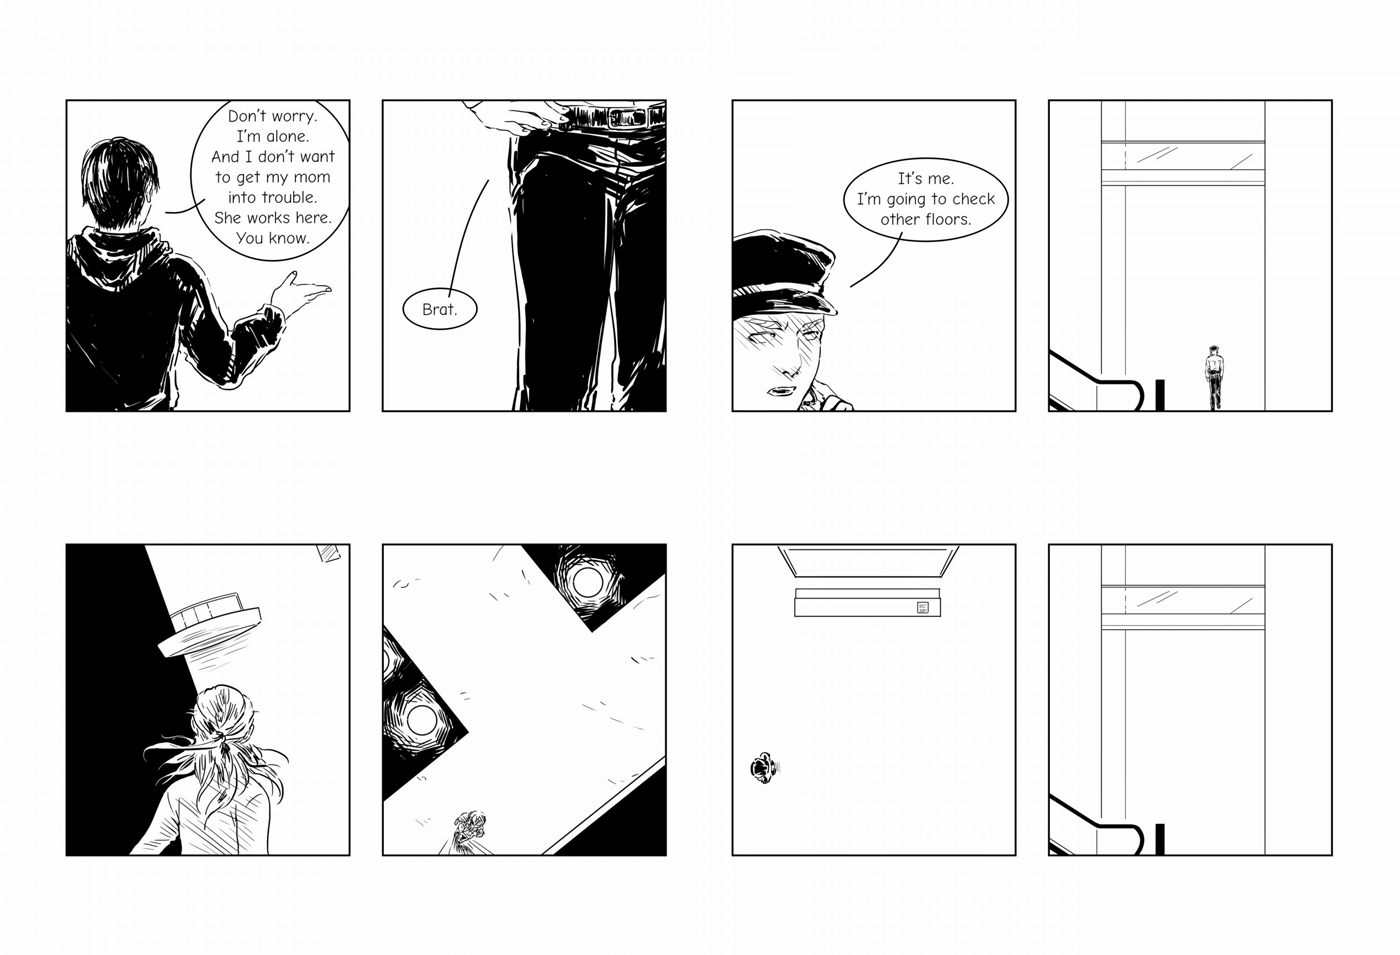 Don't worry.
I'm alone.
And I don't want
to get my mom
into trouble.
She works here.
You know.
Brat.
It's me.
I'm going to check
other floors.